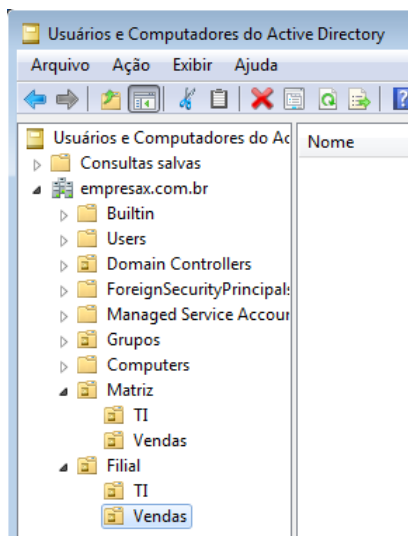 Usuários e Computadores do Active Directory
Arquivo Ação Exibir Ajuda
Usuários e Computadores do Ac
Nome
Consultas salvas
empresax.com.br
Builtin
Users
Domain Controllers
ForeignSecurityPrincipals
Managed Service Accour
Grupos
Computers
Matriz
TI
Vendas
Filial
TI
Vendas